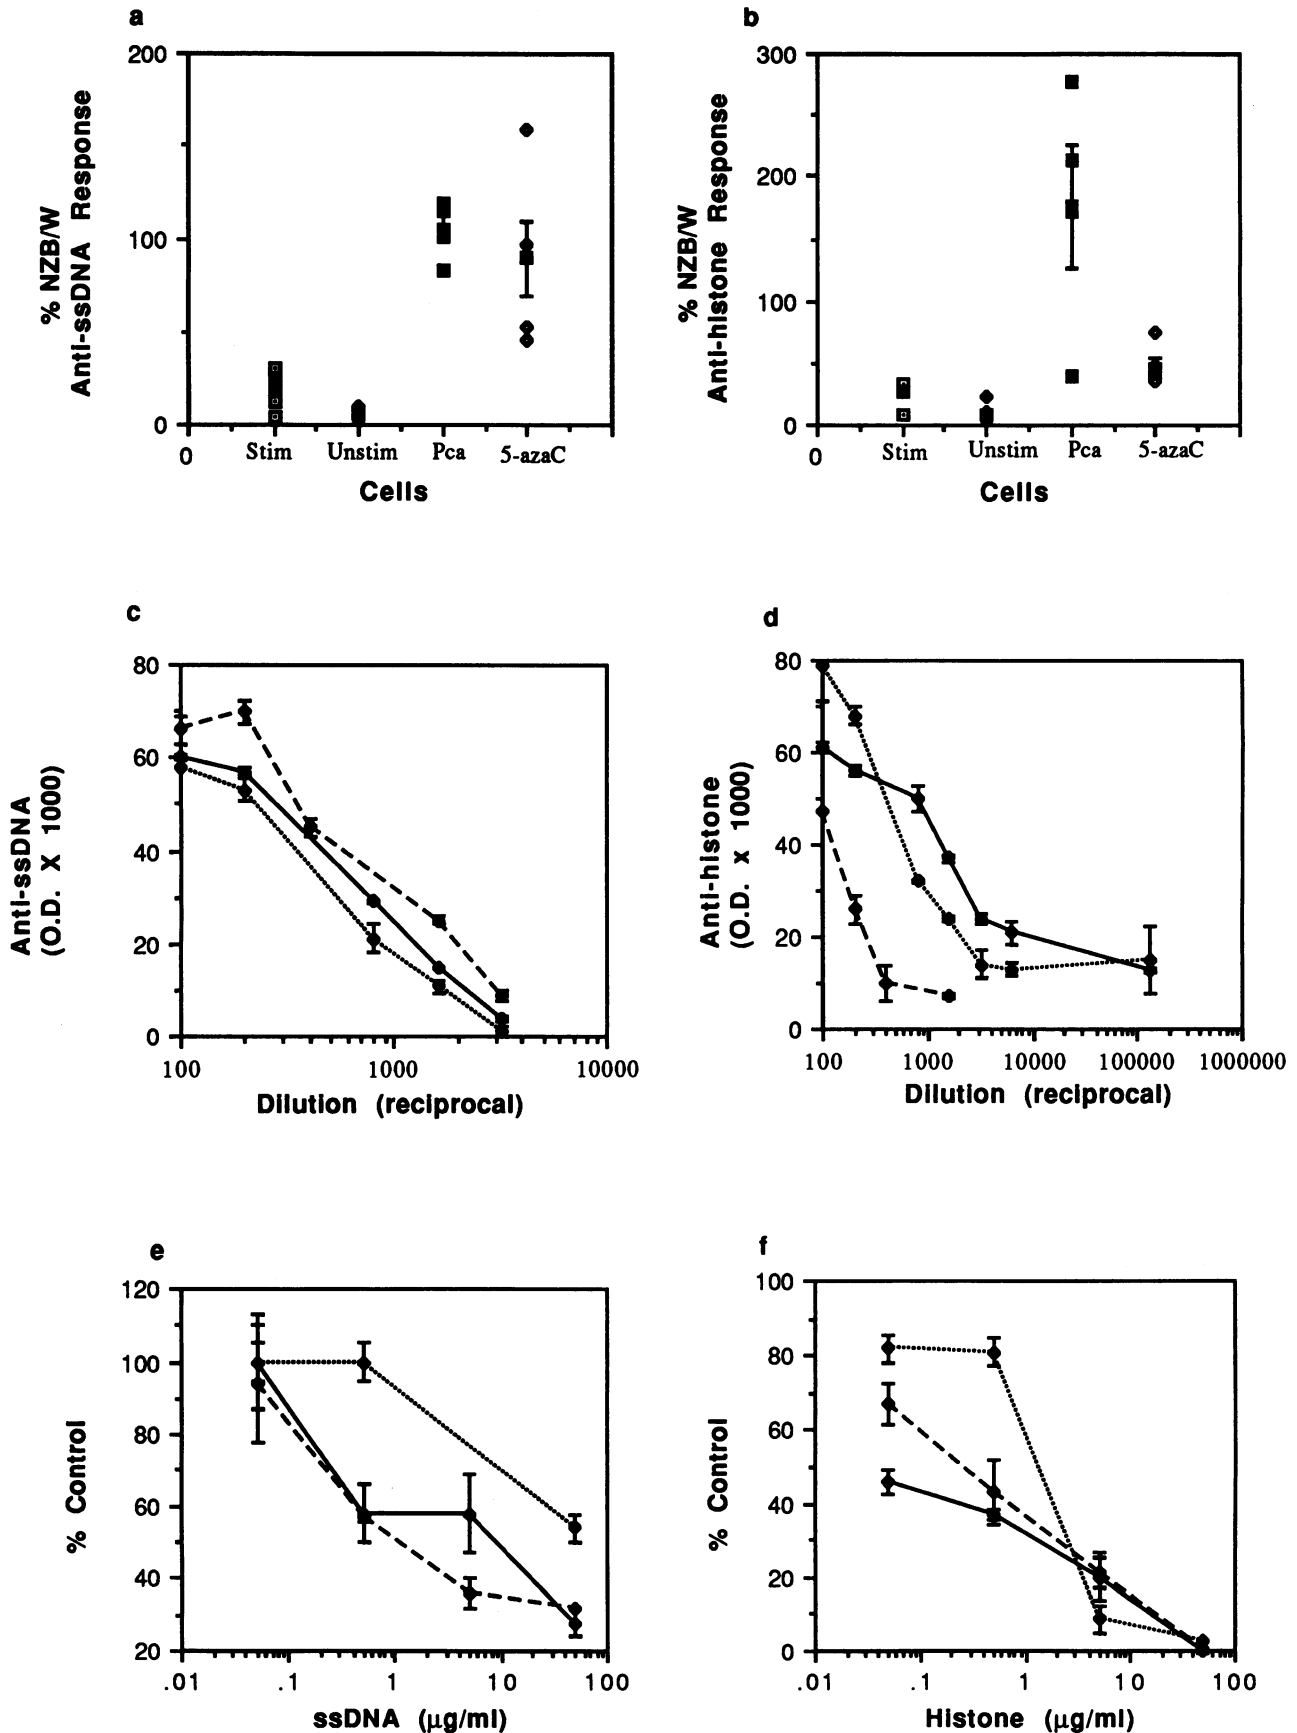 a
200
100
0
% NZB/W
Anti-ssDNA Response
0 Stim Unstim Pca 5-azaC
Cells
b
300
200
100
0
% NZB/W
Anti-histone Response
0 Stim Unstim Pca 5-azaC
Cells
c
80
60
40
20
0
Anti-ssDNA
(O.D. X 1000)
100 1000 10000
Dilution (reciprocal)
d
80
60
40
20
0
Anti-histone
(O.D. x 1000)
100 1000 10000 100000 1000000
Dilution (reciprocal)
e
120
100
80
60
40
20
% Control
.01 .1 1 10 100
ssDNA (μg/ml)
f
100
80
60
40
20
0
% Control
.01 .1 1 10 100
Histone (μg/ml)